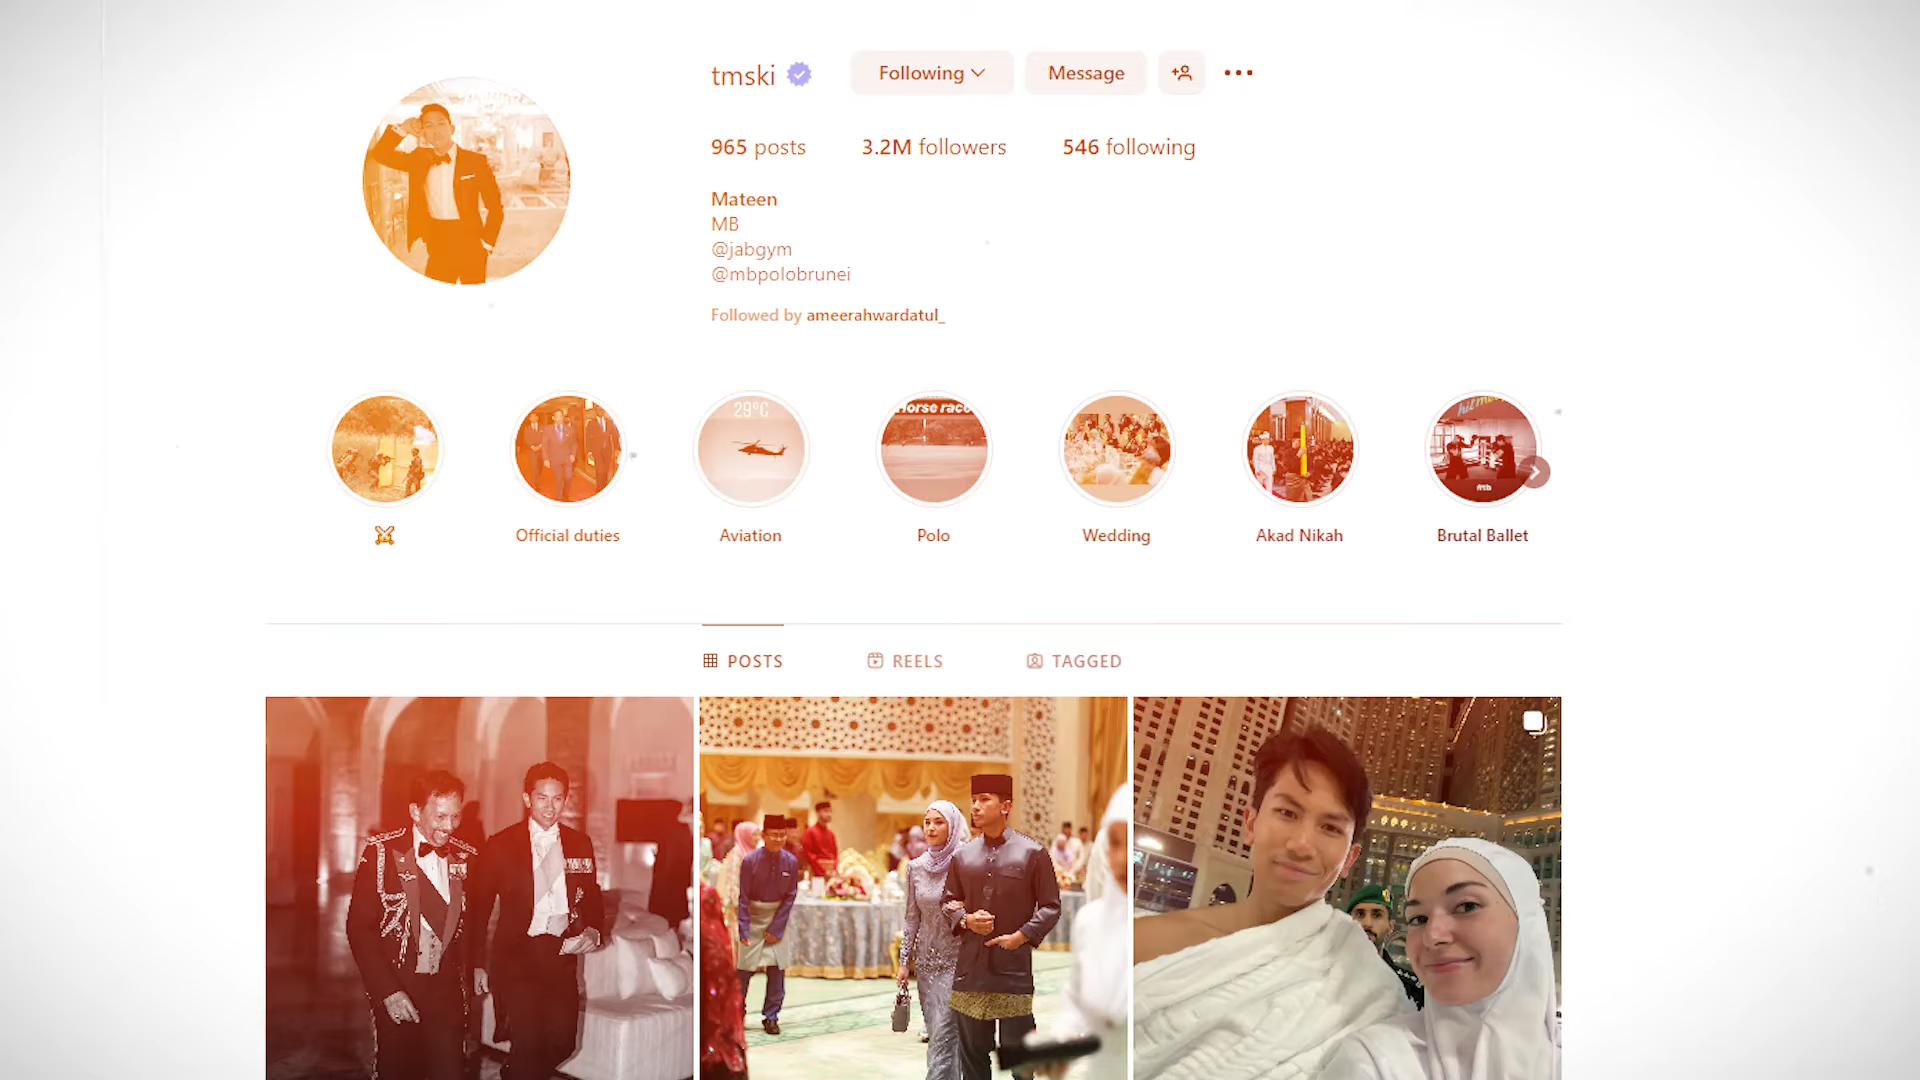 tmski
Following
Message
965 posts
3.2M followers
546 following
Mateen
MB
@jabgym
@mbpolobrunei
Followed by ameerahwardatul_
29°C
Horse race
Official duties
Aviation
Polo
Wedding
Akad Nikah
Brutal Ballet
POSTS
REELS
TAGGED